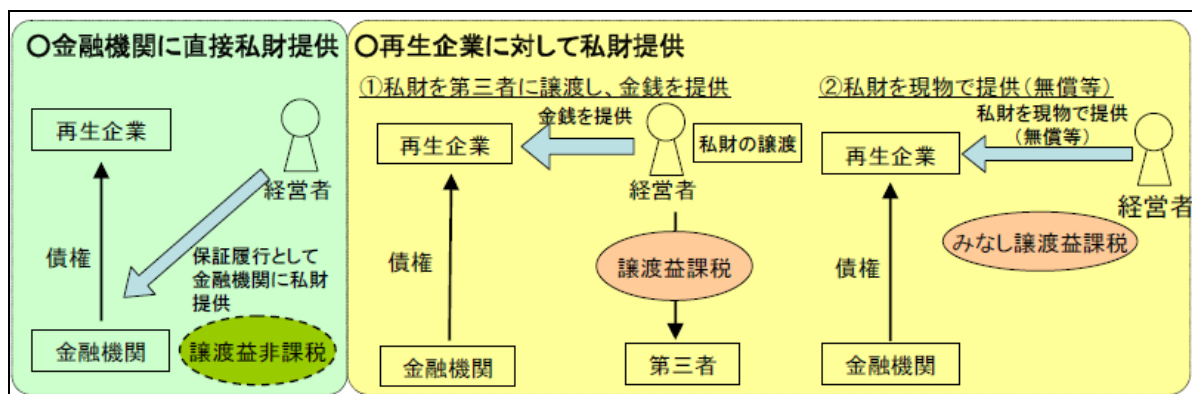 〇金融機関に直接私財提供
再生企業
経営者
債権
保証履行として
金融機関に私財
提供
金融機関
譲渡益非課税
〇再生企業に対して私財提供
①私財を第三者に譲渡し、金銭を提供
金銭を提供
再生企業
私財の譲渡
経営者
債権
譲渡益課税
金融機関
第三者
②私財を現物で提供(無償等)
私財を現物で提供
(無償等)
再生企業
経営者
みなし譲渡益課税
債権
金融機関